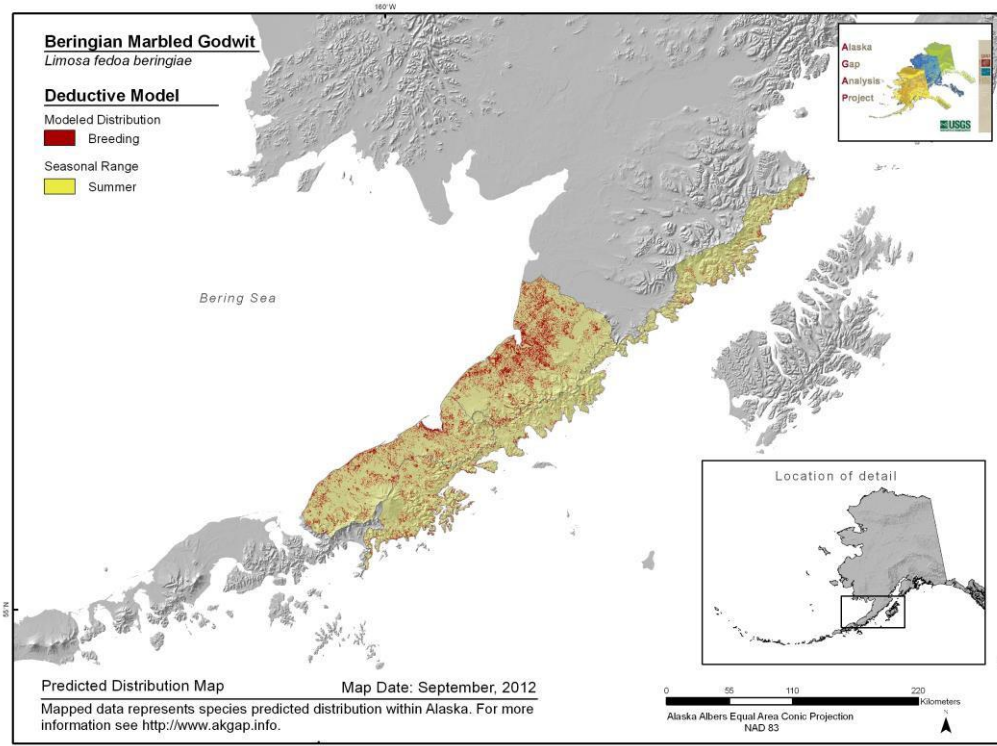 160°W
Beringian Marbled Godwit
Limosa fedoa beringiae
Deductive Model
Modeled Distribution
Breeding
Seasonal Range
Summer
Alaska
Gap
Analysis
Project
USGS
Bering Sea
Location of detail
55°N
Predicted Distribution Map Map Date: September, 2012
Mapped data represents species predicted distribution within Alaska. For more
information see http://www.akgap.info.
0 55 110 220
Kilometers
Alaska Albers Equal Area Conic Projection
NAD 83
N